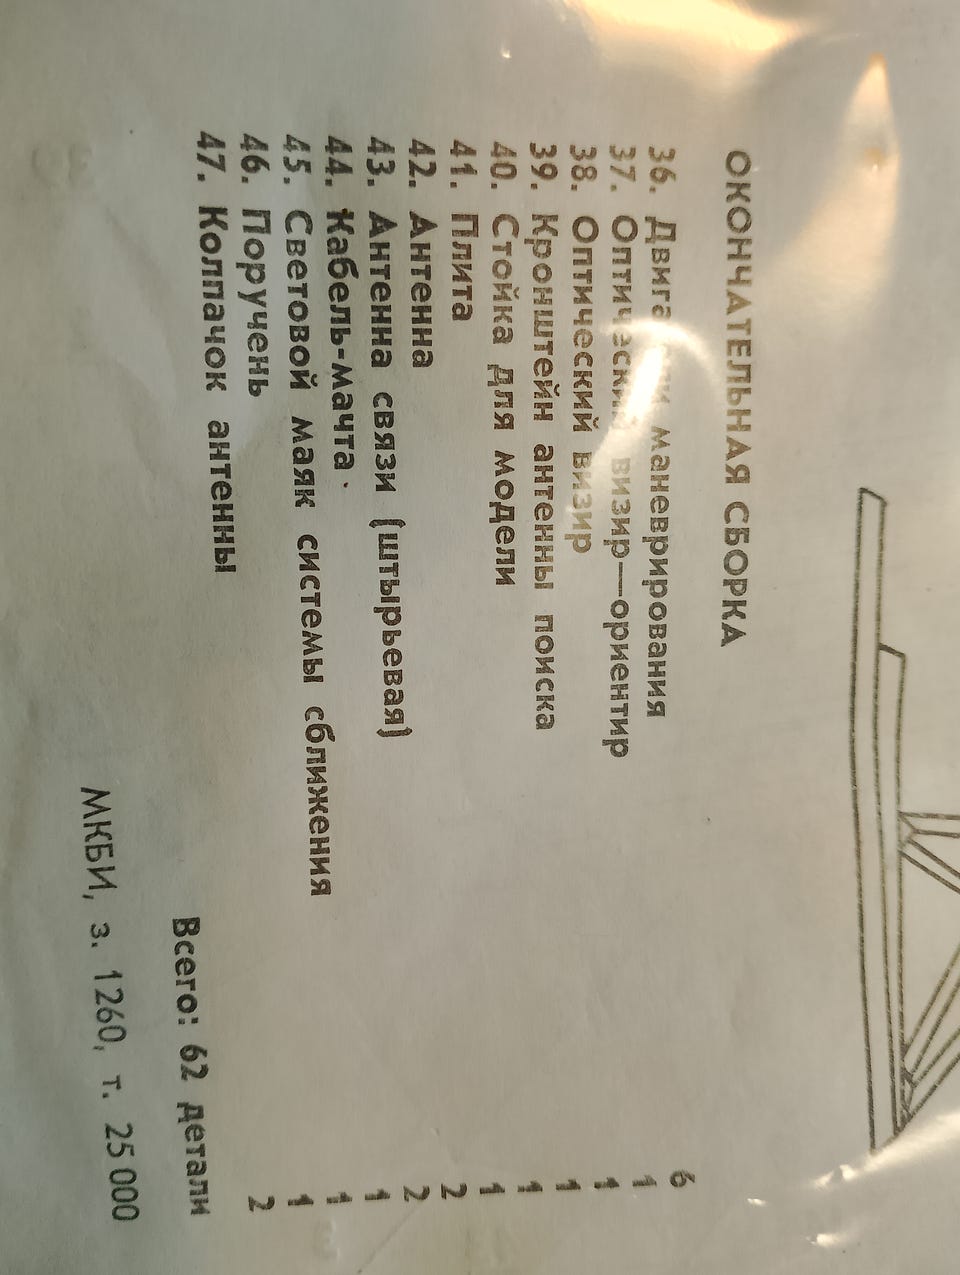 ОКОНЧАТЕЛЬНАЯ СБОРКА
36. Двигатели маневрирования 6
37. Оптический визир—ориентир 1
38. Оптический визир 1
39. Кронштейн антенны поиска 1
40. Стойка для модели 1
41. Плита 1
42. Антенна 2
43. Антенна связи (штырьевая) 2
44. Кабель-мачта 1
45. Световой маяк системы сближения 1
46. Поручень 1
47. Колпачок антенны 2
Всего: 62 детали
МКБИ, з. 1260, т. 25 000